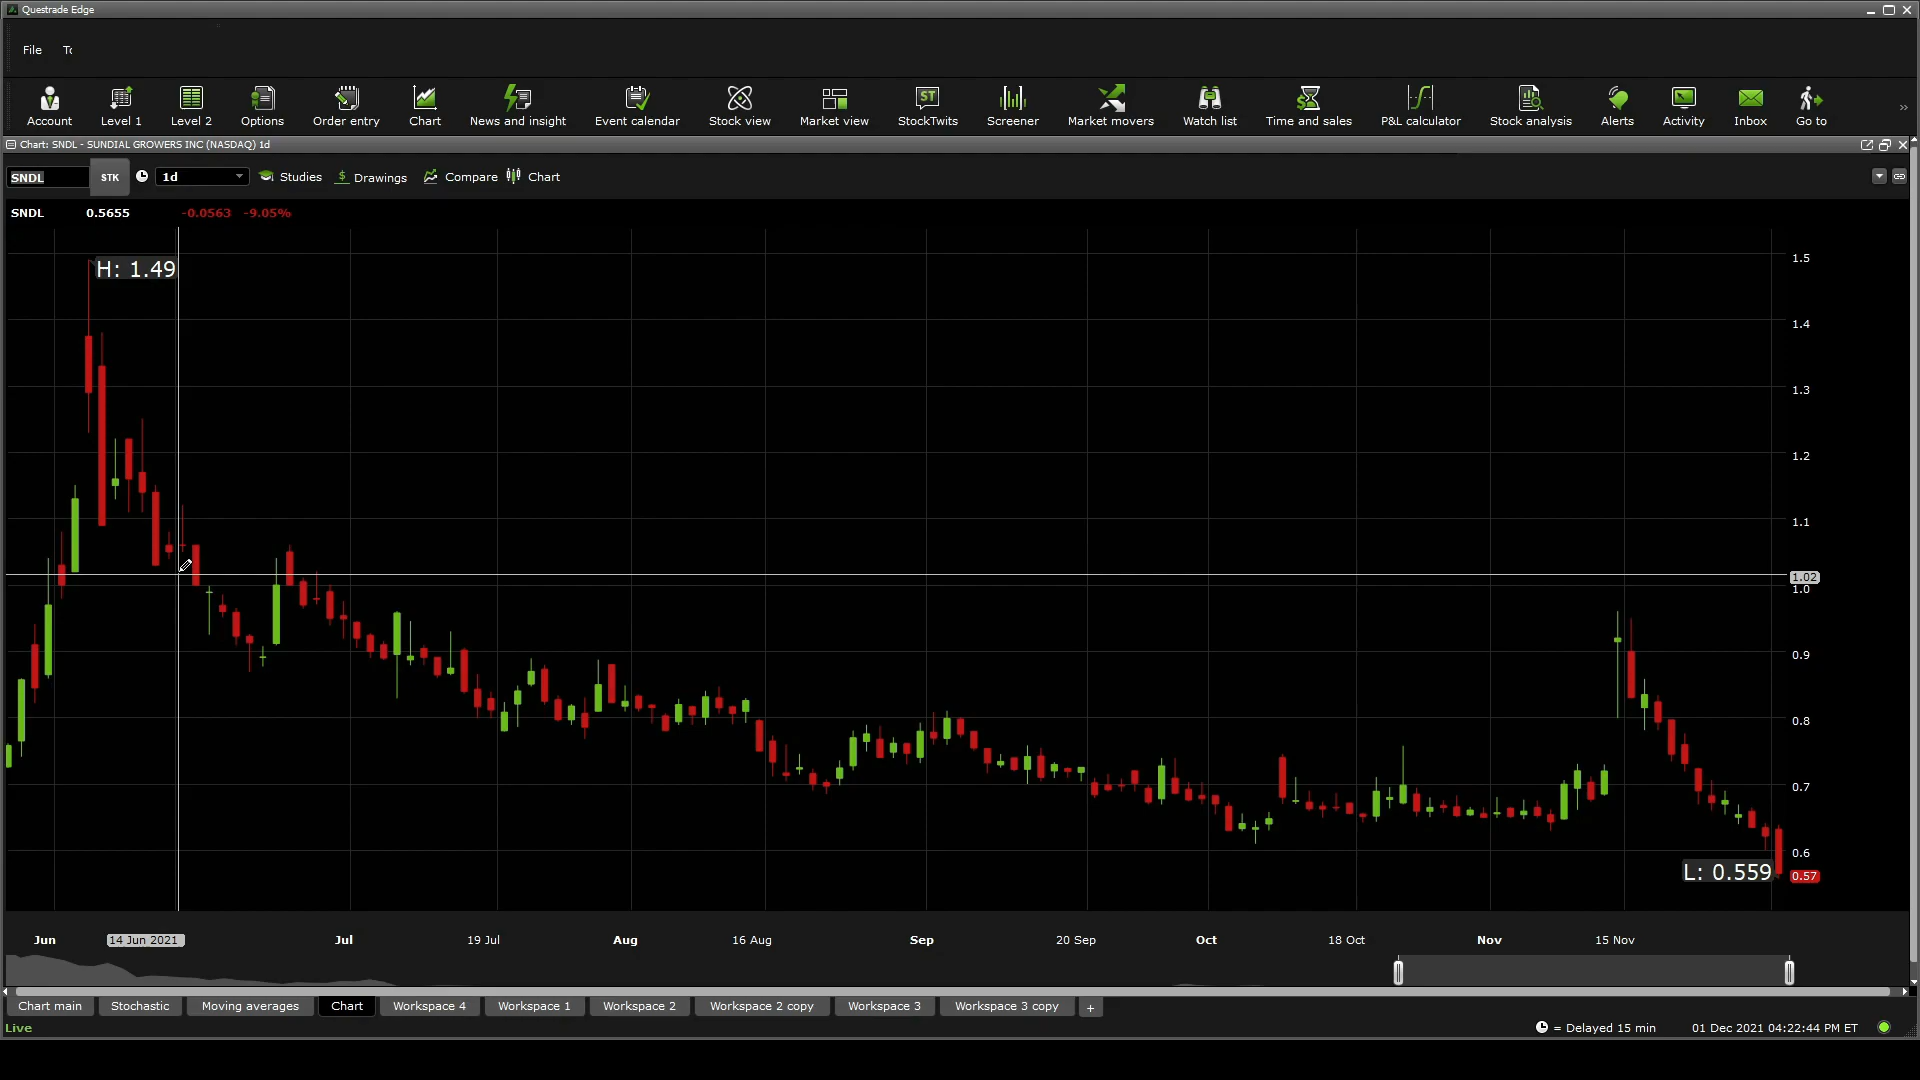 Questrade Edge
File To
Account Level 1 Level 2 Options Order entry Chart News and insight Event calendar Stock view Market view StockTwits Screener Market movers Watch list Time and sales P&L calculator Stock analysis Alerts Activity Inbox Go to
ST
Chart: SNDL - SUNDIAL GROWERS INC (NASDAQ) 1d
SNDL STK 1d Studies Drawings Compare Chart
SNDL 0.5655 -0.0563 -9.05%
H: 1.49
1.5
1.4
1.3
1.2
1.1
1.02
1.0
0.9
0.8
0.7
0.6
L: 0.559
0.57
Jun 14 Jun 2021 Jul 19 Jul Aug 16 Aug Sep 20 Sep Oct 18 Oct Nov 15 Nov
Chart main Stochastic Moving averages Chart Workspace 4 Workspace 1 Workspace 2 Workspace 2 copy Workspace 3 Workspace 3 copy +
Live = Delayed 15 min 01 Dec 2021 04:22:44 PM ET